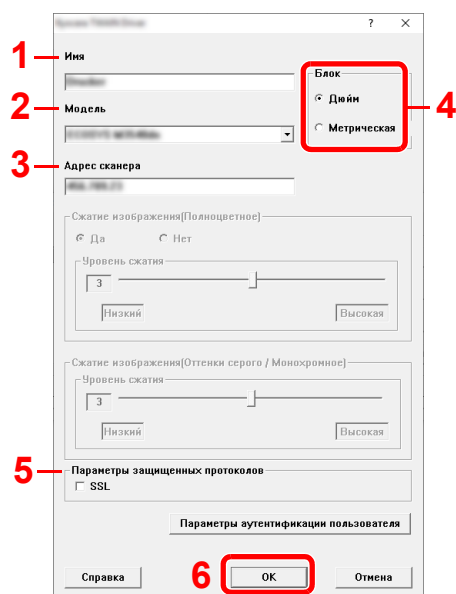 ? ×
1 Имя
Блок
Дюйм
4
2 Модель
Метрическая
3 Адрес сканера
Сжатие изображения(Полноцветное)
Да Нет
Уровень сжатия
3
Низкий Высокая
Сжатие изображения(Оттенки серого / Монохромное)
Уровень сжатия
3
Низкий Высокая
5 Параметры защищенных протоколов
SSL
Параметры аутентификации пользователя
Справка 6 OK Отмена